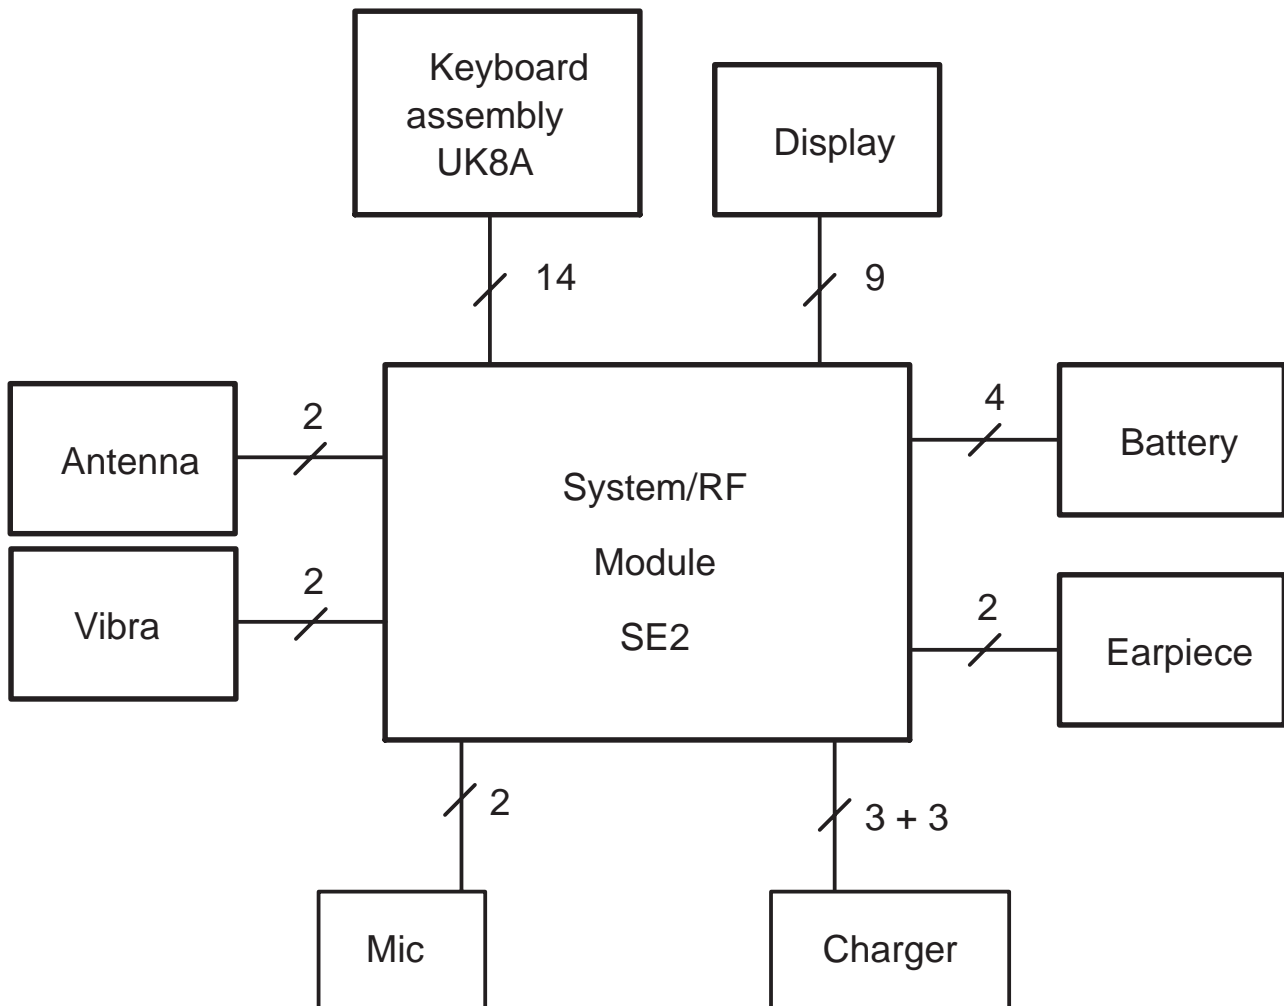 Keyboard
assembly
UK8A
Display
14
9
Antenna
2
System/RF
Module
SE2
4
Battery
Vibra
2
2
Earpiece
2
3 + 3
Mic
Charger